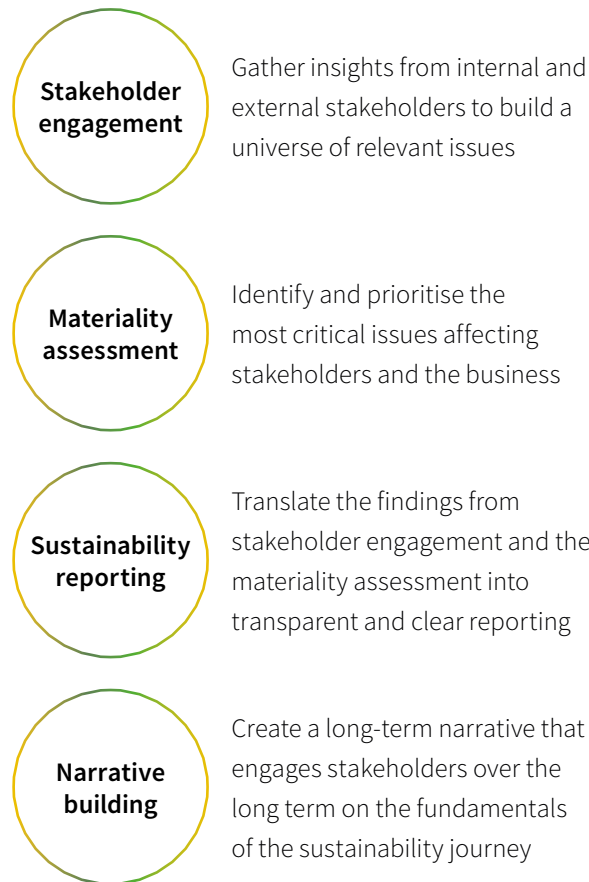 Stakeholder
engagement
Gather insights from internal and
external stakeholders to build a
universe of relevant issues
Materiality
assessment
Identify and prioritise the
most critical issues affecting
stakeholders and the business
Sustainability
reporting
Translate the findings from
stakeholder engagement and the
materiality assessment into
transparent and clear reporting
Narrative
building
Create a long-term narrative that
engages stakeholders over the
long term on the fundamentals
of the sustainability journey